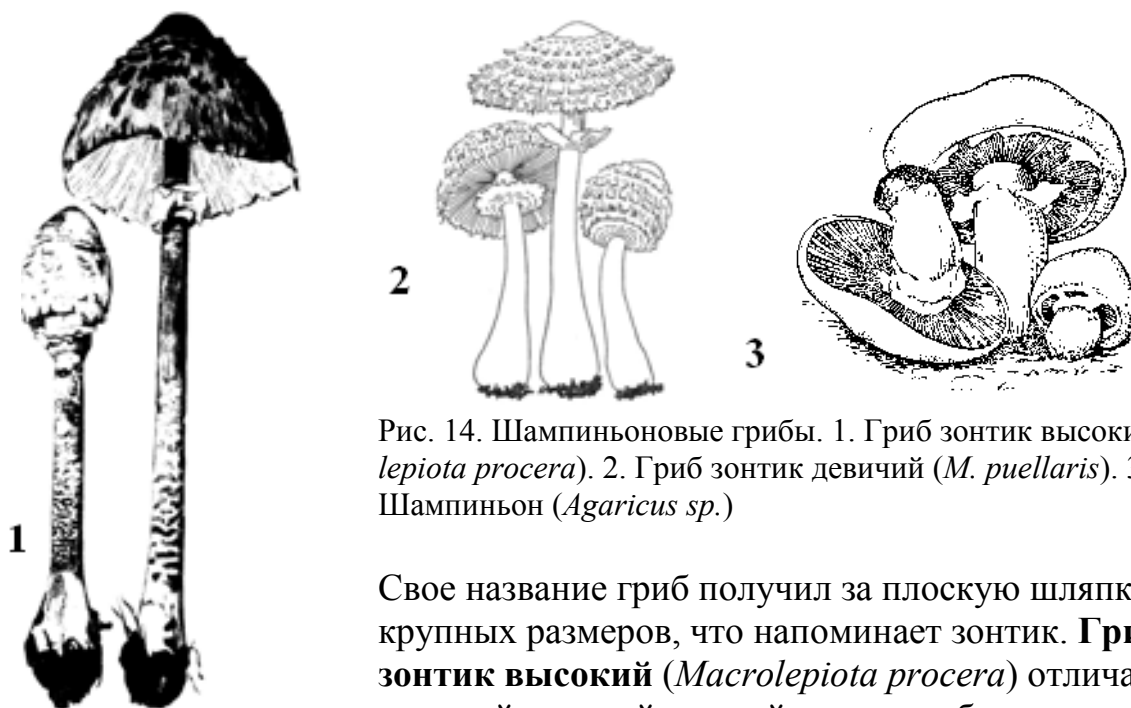 1
2
3
Рис. 14. Шампиньоновые грибы. 1. Гриб зонтик высоки
lepiota procera). 2. Гриб зонтик девичий (M. puellaris). 3
Шампиньон (Agaricus sp.)
Свое название гриб получил за плоскую шляпк
крупных размеров, что напоминает зонтик. Гри
зонтик высокий (Macrolepiota procera) отлича